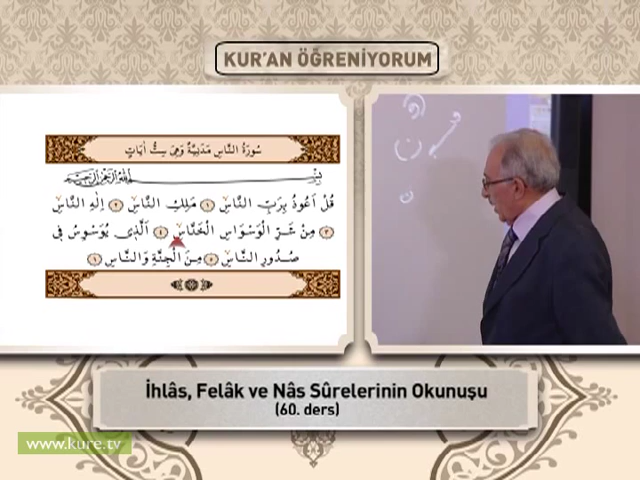 KUR'AN ÖĞRENİYORUM
سُورَةُ النَّاسِ مَدَنِيَّةٌ وَهِيَ سِتُّ اٰيَاتٍ
بِسْمِ اللّٰهِ الرَّحْمٰنِ الرَّحِيمِ
قُلْ اَعُوذُ بِرَبِّ النَّاسِ ١ مَلِكِ النَّاسِ ٢ اِلٰهِ النَّاسِ
٣ مِنْ شَرِّ الْوَسْوَاسِ الْخَنَّاسِ ٤ اَلَّذٖي يُوَسْوِسُ فٖي
صُدُورِ النَّاسِ ٥ مِنَ الْجِنَّةِ وَالنَّاسِ ٦
İhlâs, Felâk ve Nâs Sûrelerinin Okunuşu
(60. ders)
www.kure.tv